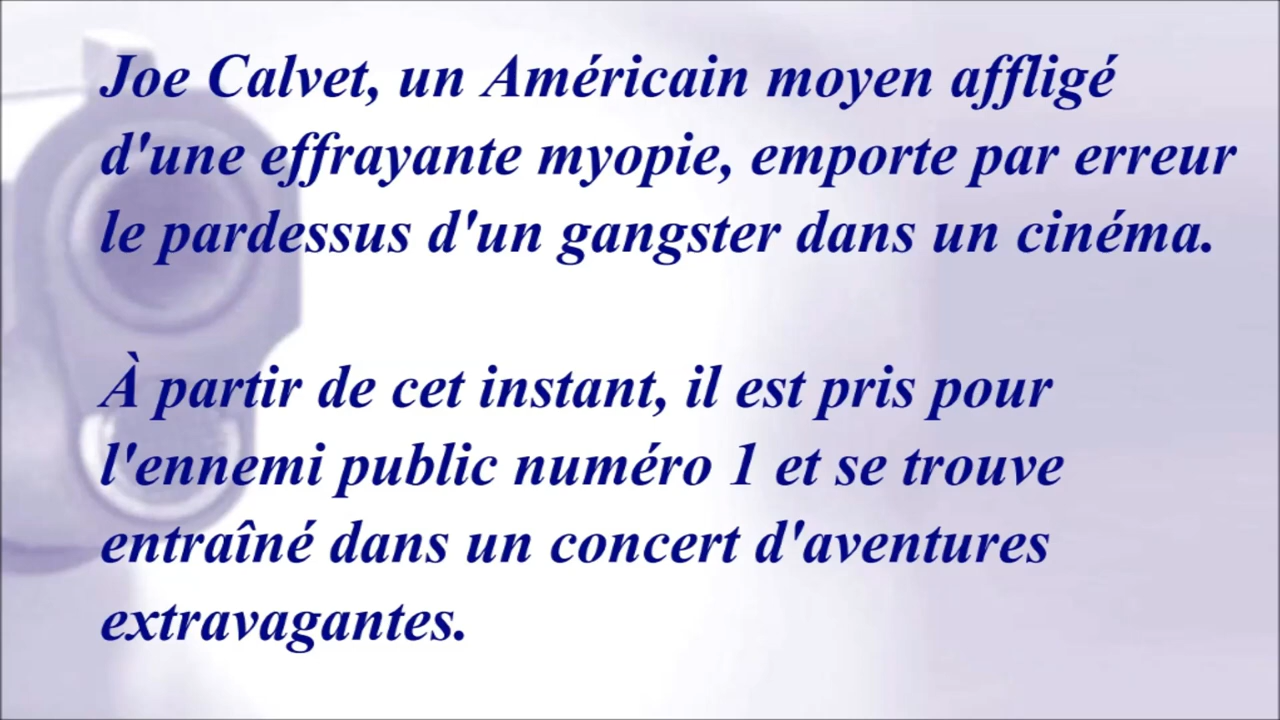 Joe Calvet, un Américain moyen affligé
d'une effrayante myopie, emporte par erreur
le pardessus d'un gangster dans un cinéma.
À partir de cet instant, il est pris pour
l'ennemi public numéro 1 et se trouve
entraîné dans un concert d'aventures
extravagantes.